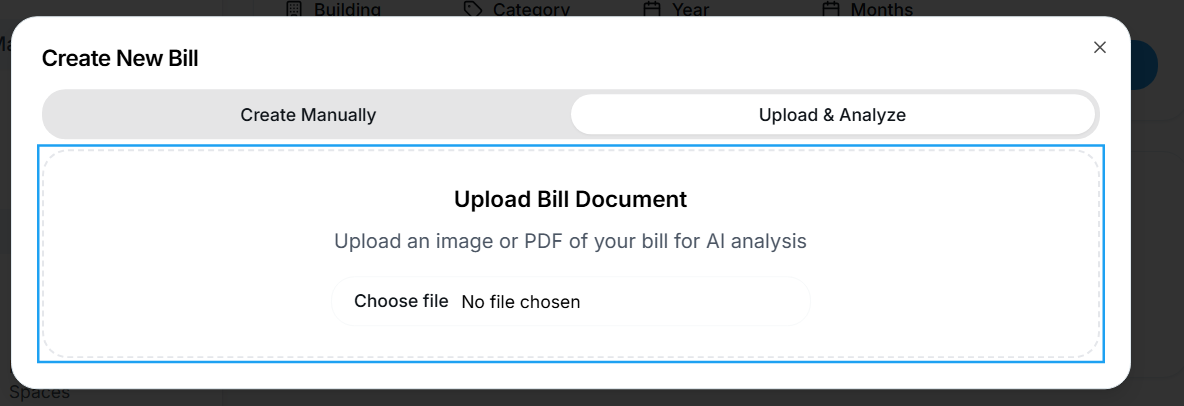 Building Category Year Months
Create New Bill
Create Manually Upload & Analyze
Upload Bill Document
Upload an image or PDF of your bill for AI analysis
Choose file No file chosen
Spaces